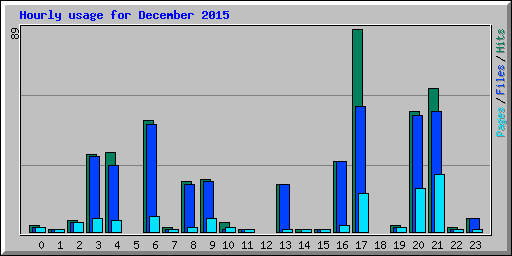 Hourly usage for December 2015
89
Pages/Files/Hits
0 1 2 3 4 5 6 7 8 9 10 11 12 13 14 15 16 17 18 19 20 21 22 23